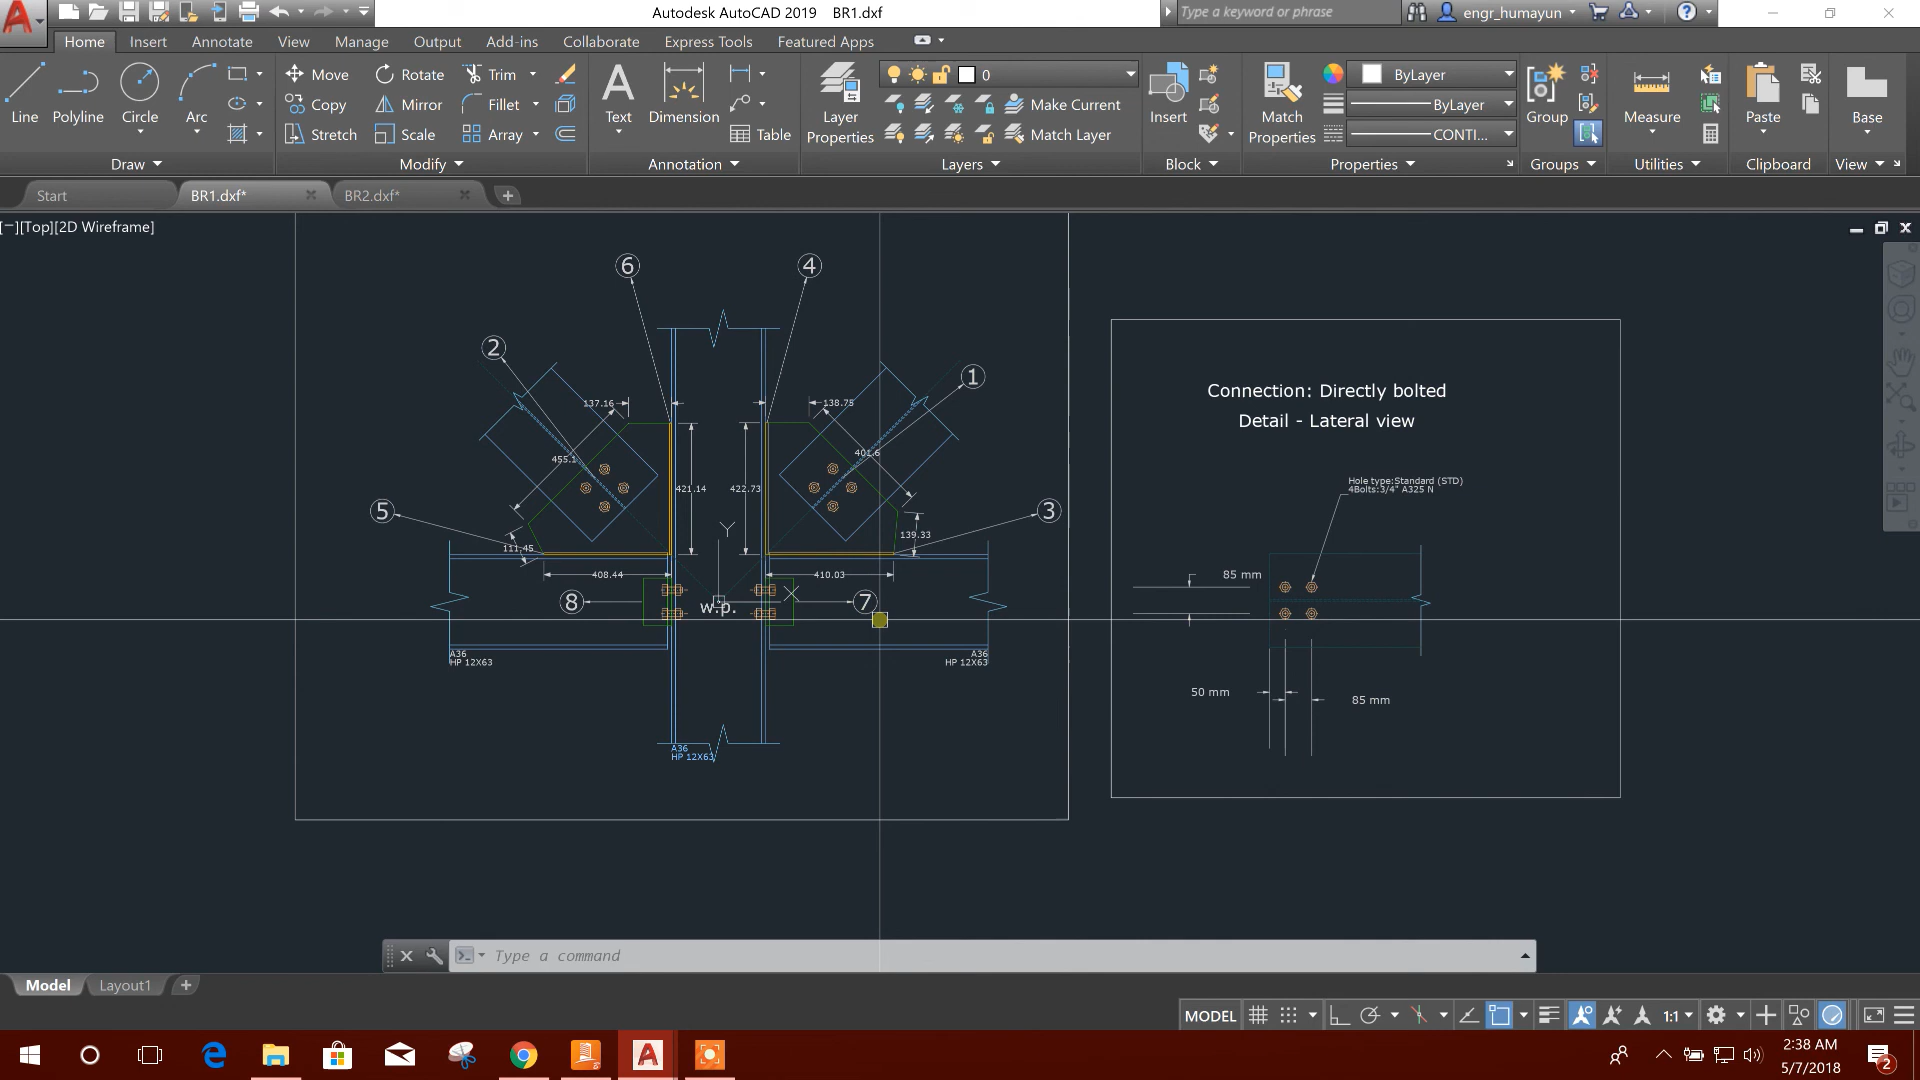 Autodesk AutoCAD 2019 BR1.dxf
Type a keyword or phrase
engr_humayun
Home Insert Annotate View Manage Output Add-ins Collaborate Express Tools Featured Apps
Line Polyline Circle Arc
Move Rotate Trim
Copy Mirror Fillet
Stretch Scale Array
Text Dimension Table
Layer Properties
0
Make Current
Match Layer
Insert
Match Properties
ByLayer
ByLayer
CONTI...
Group
Measure
Paste
Base
Draw Modify Annotation Layers Block Properties Groups Utilities Clipboard View
Start BR1.dxf* BR2.dxf*
[−][Top][2D Wireframe]
6
4
2
1
137.16
138.75
455.1
401.6
421.14
422.73
5
3
111.45
139.33
408.44
410.03
Y
X
8
w.p.
7
A36
HP 12X63
A36
HP 12X63
A36
HP 12X63
Connection: Directly bolted
Detail - Lateral view
Hole type:Standard (STD)
4Bolts:3/4" A325 N
85 mm
50 mm
85 mm
Type a command
Model Layout1
MODEL
1:1
2:38 AM
5/7/2018
2